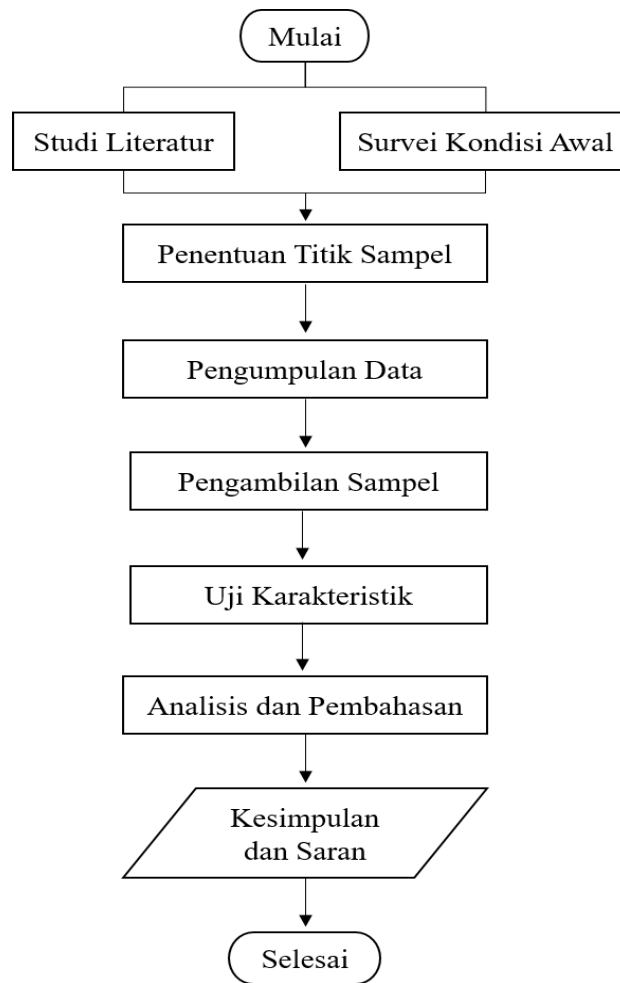 Mulai
Studi Literatur
Survei Kondisi Awal
Penentuan Titik Sampel
Pengumpulan Data
Pengambilan Sampel
Uji Karakteristik
Analisis dan Pembahasan
Kesimpulan
dan Saran
Selesai